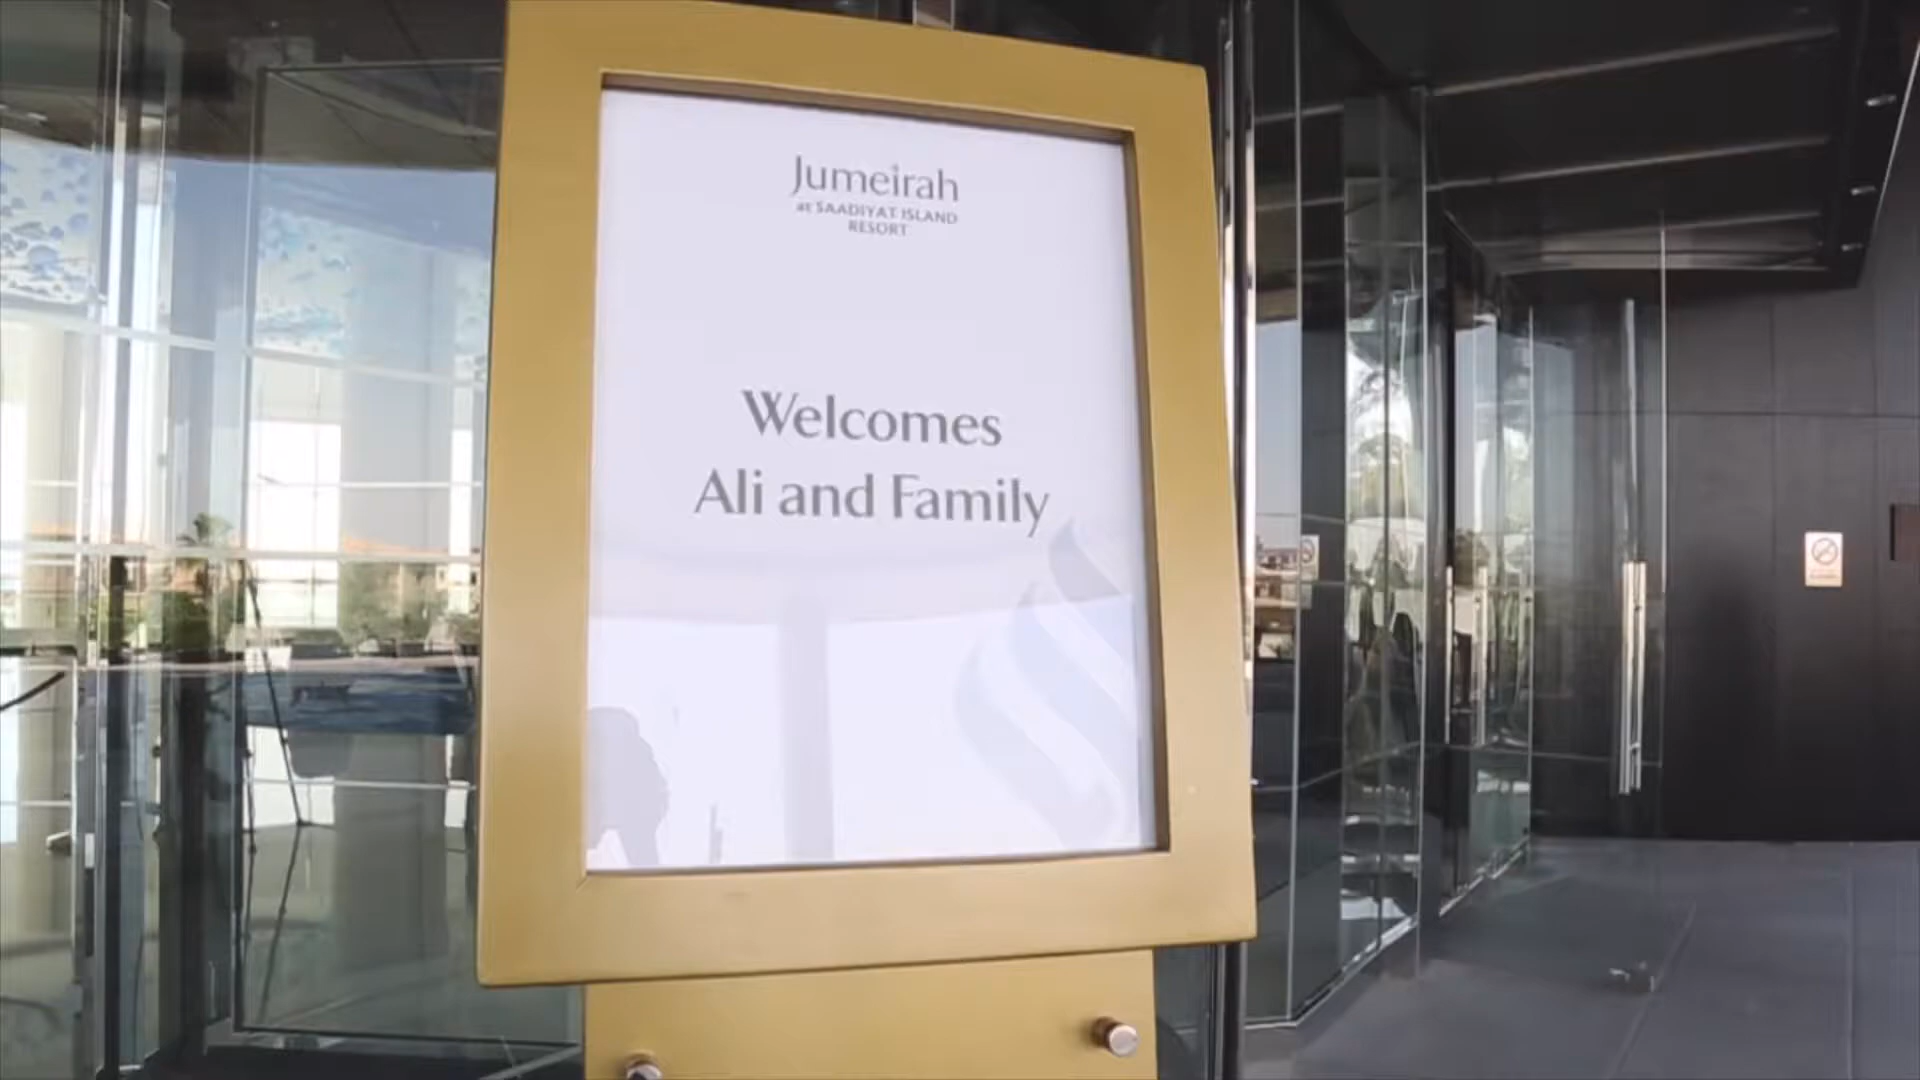 Jumeirah
at SAADIYAT ISLAND
RESORT
Welcomes
Ali and Family